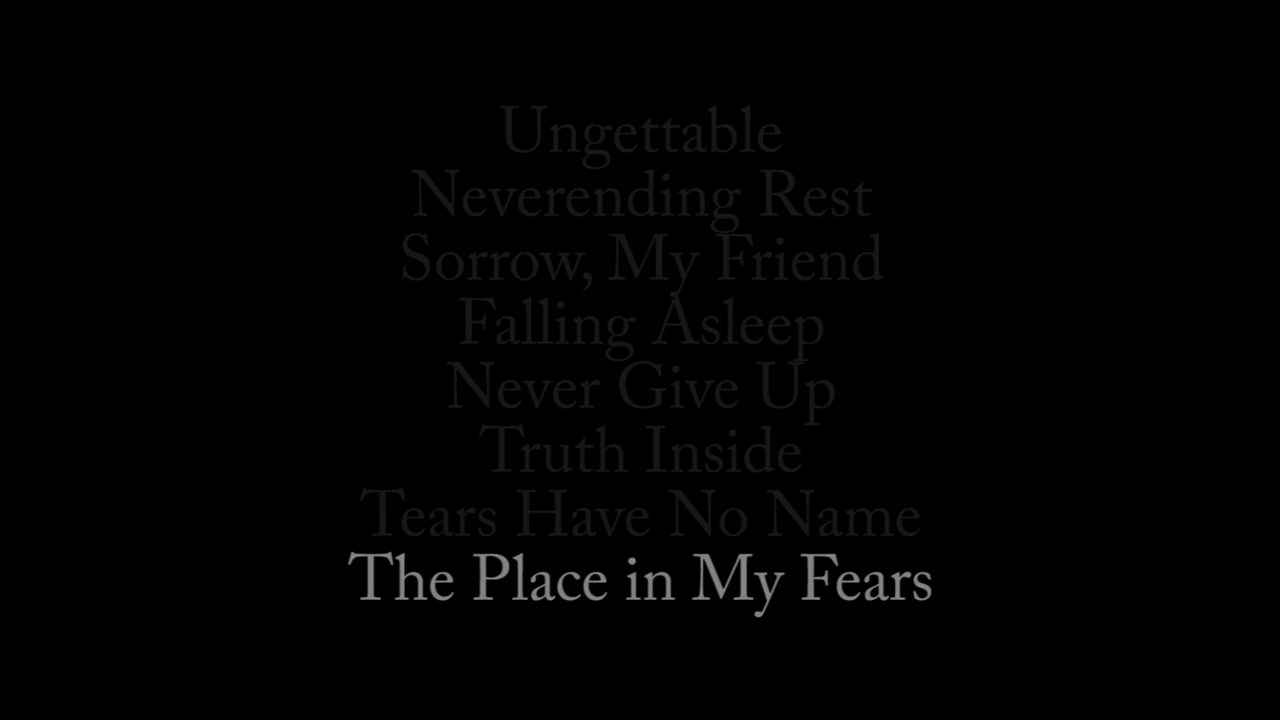 Ungettable
Neverending Rest
Sorrow, My Friend
Falling Asleep
Never Give Up
Truth Inside
Tears Have No Name
The Place in My Fears